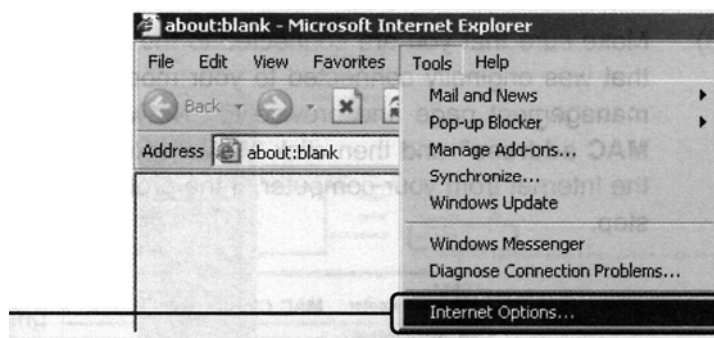 about:blank - Microsoft Internet Explorer
File Edit View Favorites Tools Help
Back
Address about:blank
Mail and News
Pop-up Blocker
Manage Add-ons...
Synchronize...
Windows Update
Windows Messenger
Diagnose Connection Problems...
Internet Options...